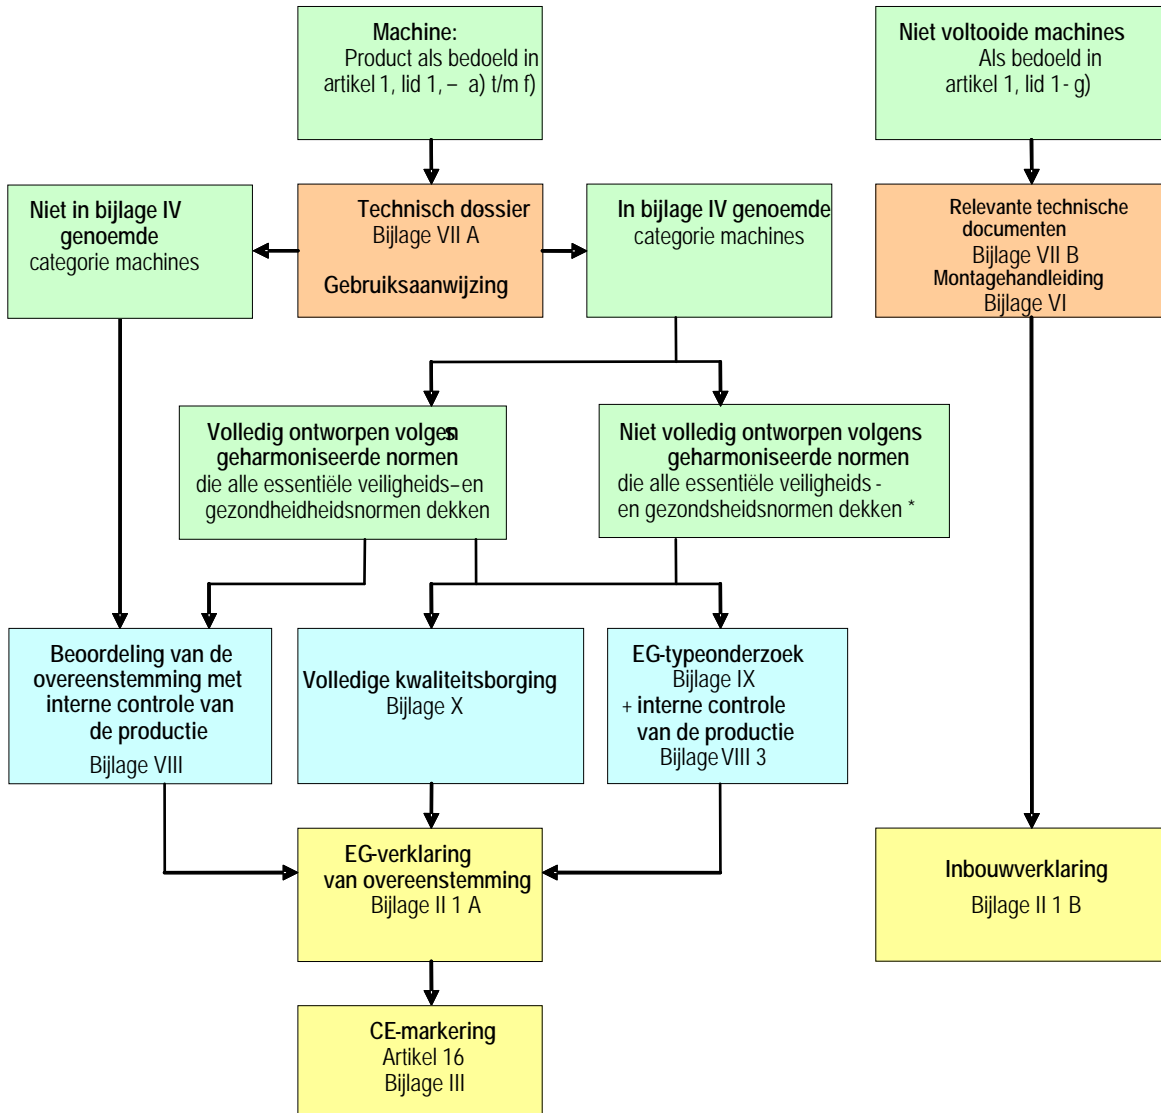 Machine:
Product als bedoeld in
artikel 1, lid 1, – a) t/m f)
Niet voltooide machines
Als bedoeld in
artikel 1, lid 1- g)
Niet in bijlage IV
genoemde
categorie machines
Technisch dossier
Bijlage VII A
Gebruiksaanwijzing
In bijlage IV genoemde
categorie machines
Relevante technische
documenten
Bijlage VII B
Montagehandleiding
Bijlage VI
Volledig ontworpen volgens
geharmoniseerde normen
die alle essentiële veiligheids–en
gezondheidheidsnormen dekken
Niet volledig ontworpen volgens
geharmoniseerde normen
die alle essentiële veiligheids -
en gezondsheidsnormen dekken *
Beoordeling van de
overeenstemming met
interne controle van
de productie
Bijlage VIII
Volledige kwaliteitsborging
Bijlage X
EG-typeonderzoek
Bijlage IX
+ interne controle
van de productie
Bijlage VIII 3
EG-verklaring
van overeenstemming
Bijlage II 1 A
Inbouwverklaring
Bijlage II 1 B
CE-markering
Artikel 16
Bijlage III